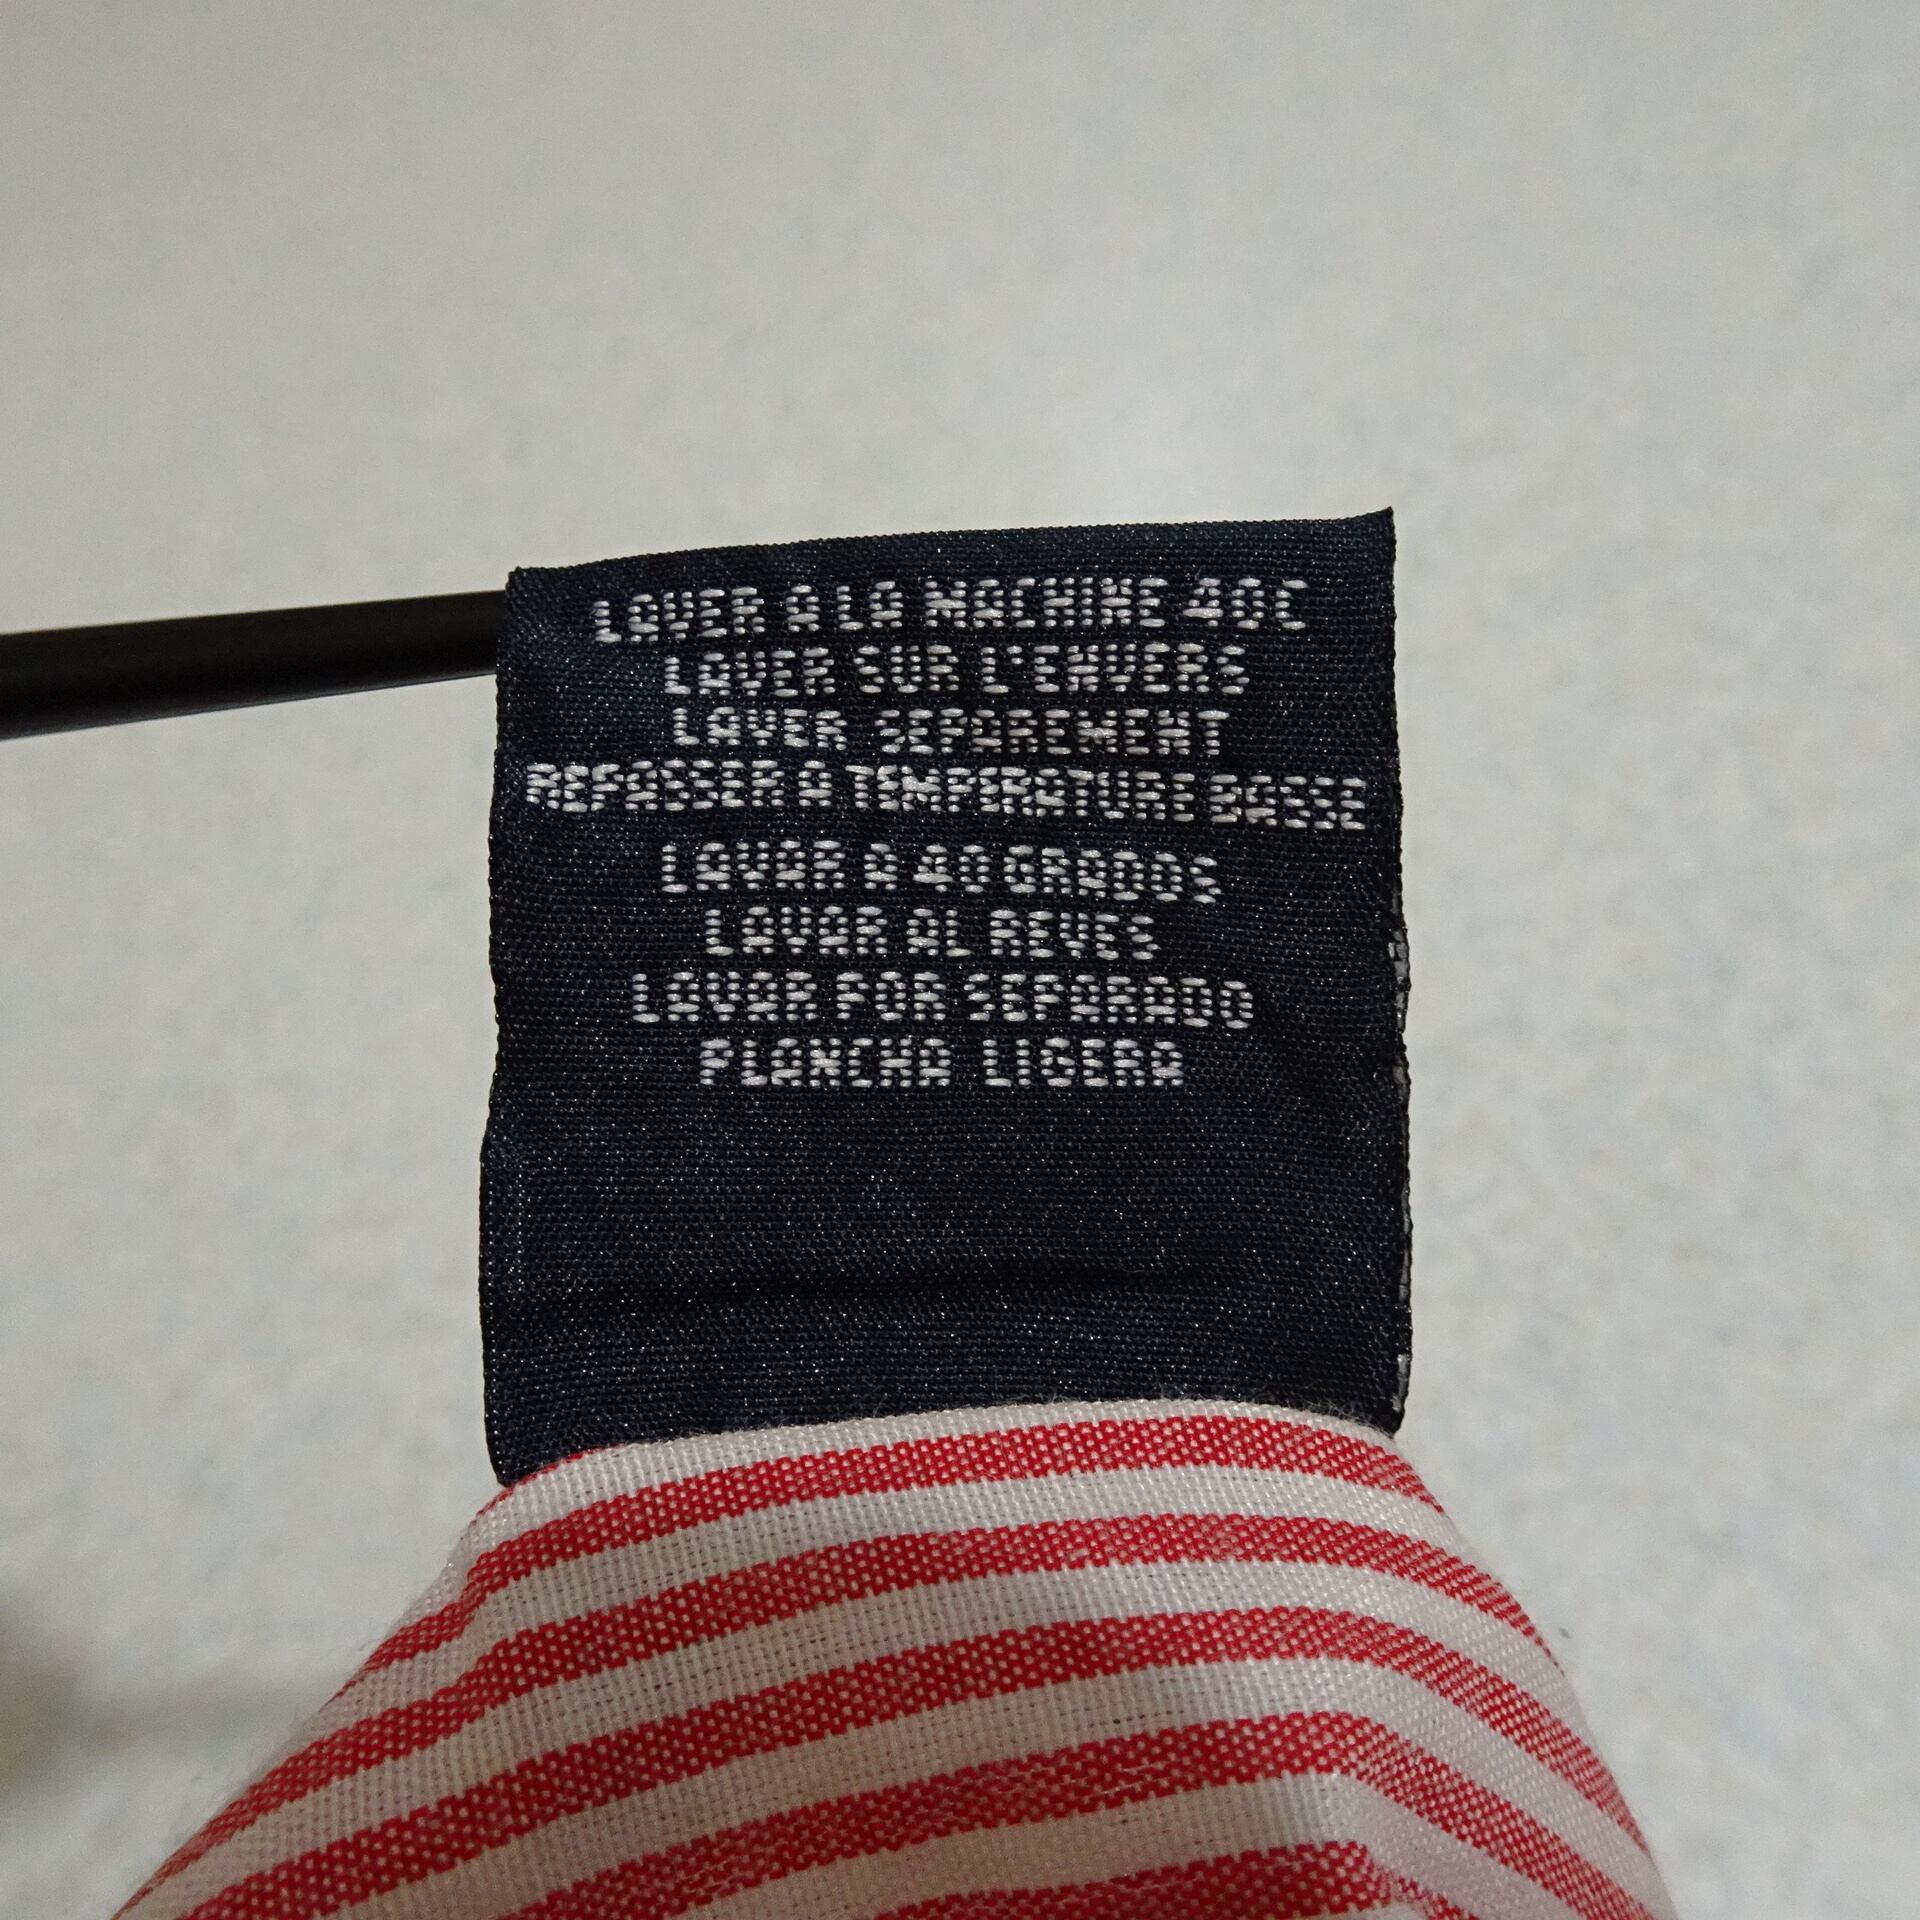 LAVER A LA MACHINE 40C
LAVER SUR L'ENVERS
LAVER SEPAREMENT
REPASSER A TEMPERATURE BASSE
LAVAR A 40 GRADOS
LAVAR AL REVES
LAVAR POR SEPARADO
PLANCHA LIGERA